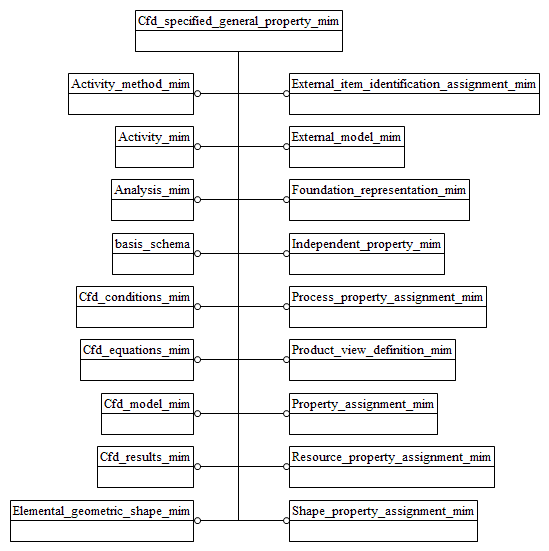 Cfd_specified_general_property_mim
Activity_method_mim
External_item_identification_assignment_mim
Activity_mim
External_model_mim
Analysis_mim
Foundation_representation_mim
basis_schema
Independent_property_mim
Cfd_conditions_mim
Process_property_assignment_mim
Cfd_equations_mim
Product_view_definition_mim
Cfd_model_mim
Property_assignment_mim
Cfd_results_mim
Resource_property_assignment_mim
Elemental_geometric_shape_mim
Shape_property_assignment_mim